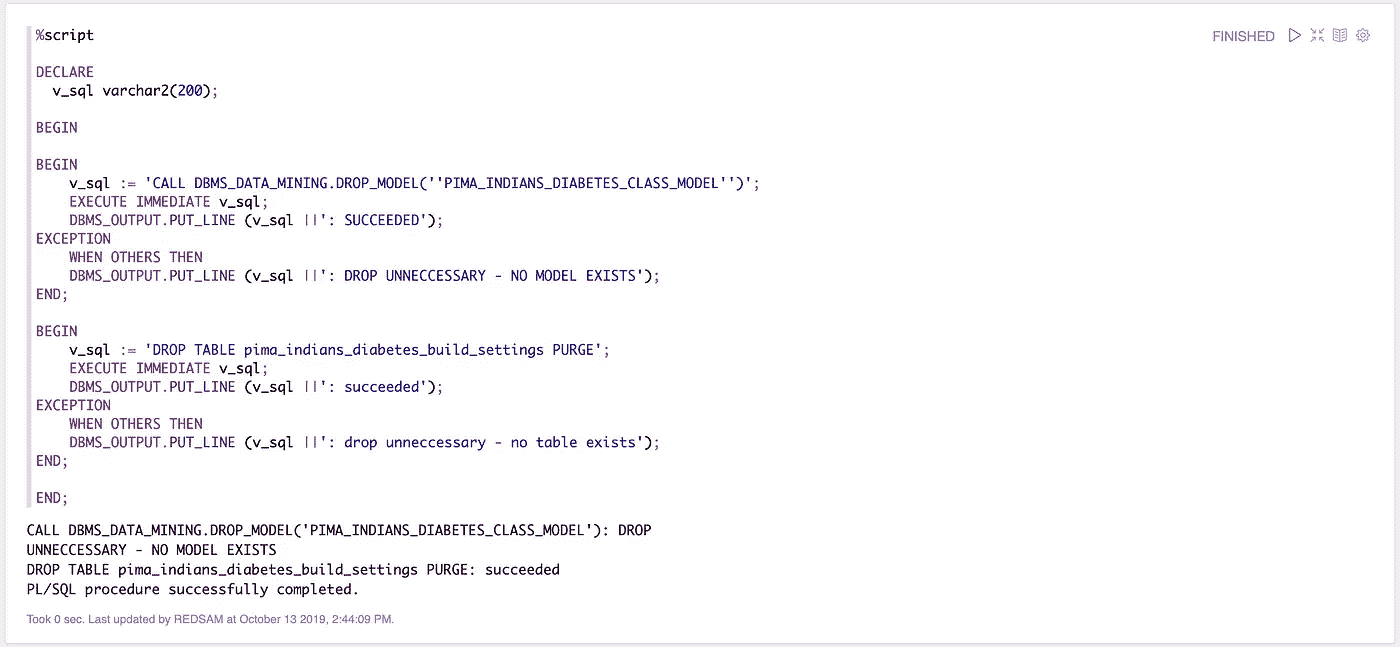 %script
FINISHED
DECLARE
v_sql varchar2(200);
BEGIN
BEGIN
v_sql := 'CALL DBMS_DATA_MINING.DROP_MODEL(''PIMA_INDIANS_DIABETES_CLASS_MODEL'')';
EXECUTE IMMEDIATE v_sql;
DBMS_OUTPUT.PUT_LINE (v_sql ||': SUCCEEDED');
EXCEPTION
WHEN OTHERS THEN
DBMS_OUTPUT.PUT_LINE (v_sql ||': DROP UNNECCESSARY - NO MODEL EXISTS');
END;
BEGIN
v_sql := 'DROP TABLE pima_indians_diabetes_build_settings PURGE';
EXECUTE IMMEDIATE v_sql;
DBMS_OUTPUT.PUT_LINE (v_sql ||': succeeded');
EXCEPTION
WHEN OTHERS THEN
DBMS_OUTPUT.PUT_LINE (v_sql ||': drop unneccessary - no table exists');
END;
END;
CALL DBMS_DATA_MINING.DROP_MODEL('PIMA_INDIANS_DIABETES_CLASS_MODEL'): DROP
UNNECCESSARY - NO MODEL EXISTS
DROP TABLE pima_indians_diabetes_build_settings PURGE: succeeded
PL/SQL procedure successfully completed.
Took 0 sec. Last updated by REDSAM at October 13 2019, 2:44:09 PM.